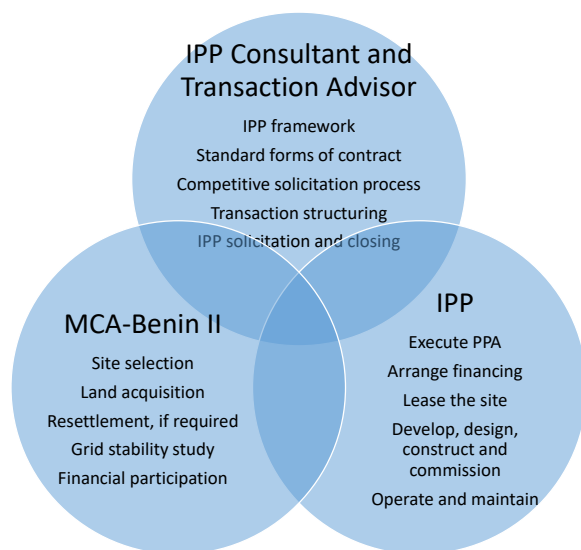 IPP Consultant and
Transaction Advisor
IPP framework
Standard forms of contract
Competitive solicitation process
Transaction structuring
IPP solicitation and closing
MCA-Benin II
Site selection
Land acquisition
Resettlement, if required
Grid stability study
Financial participation
IPP
Execute PPA
Arrange financing
Lease the site
Develop, design,
construct and
commission
Operate and maintain